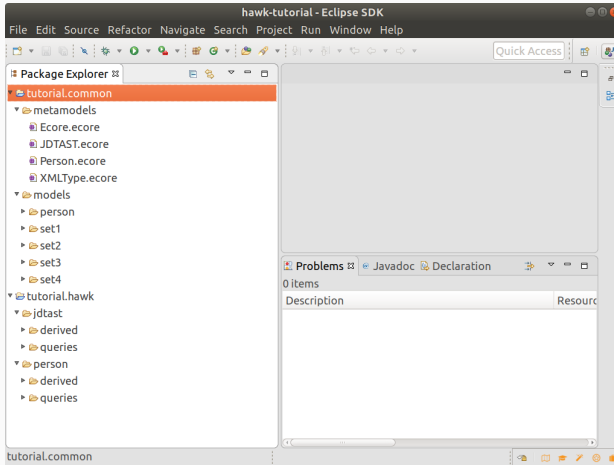 hawk-tutorial - Eclipse SDK
File Edit Source Refactor Navigate Search Project Run Window Help
Quick Access
Package Explorer
tutorial.common
metamodels
Ecore.ecore
JDTAST.ecore
Person.ecore
XMLType.ecore
models
person
set1
set2
set3
set4
tutorial.hawk
jdtast
derived
queries
person
derived
queries
Problems Javadoc Declaration
0 items
Description Resourc
tutorial.common